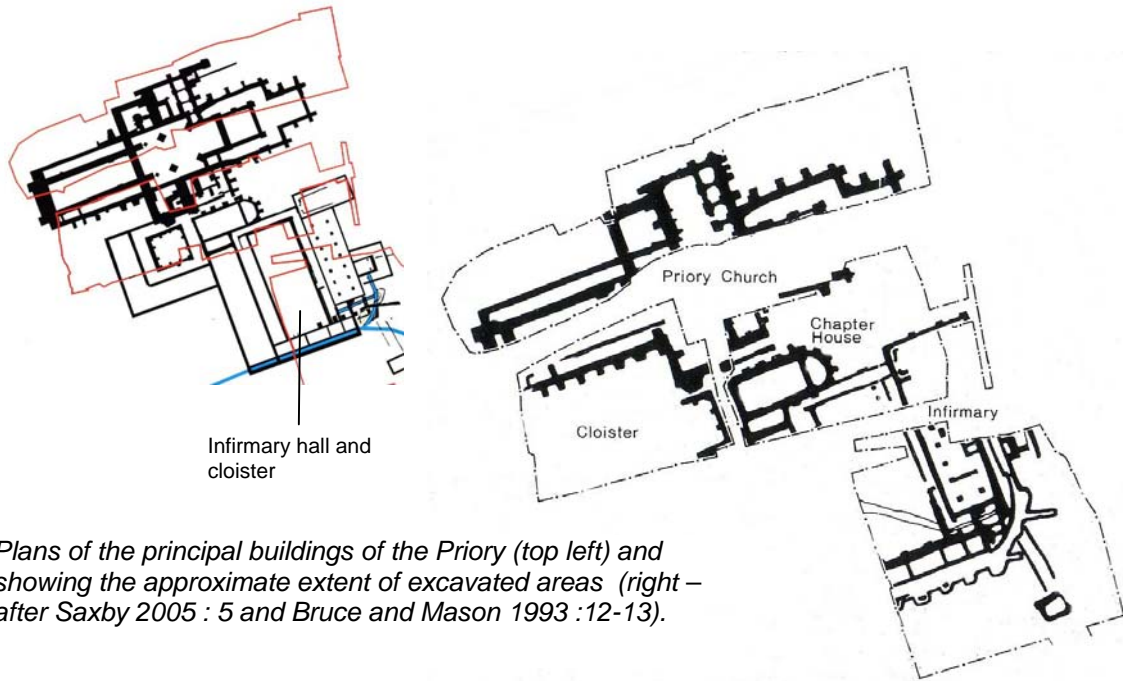 Priory Church
Chapter
House
Cloister
Infirmary
Infirmary hall and
cloister
Plans of the principal buildings of the Priory (top left) and
showing the approximate extent of excavated areas (right –
after Saxby 2005 : 5 and Bruce and Mason 1993 :12-13).